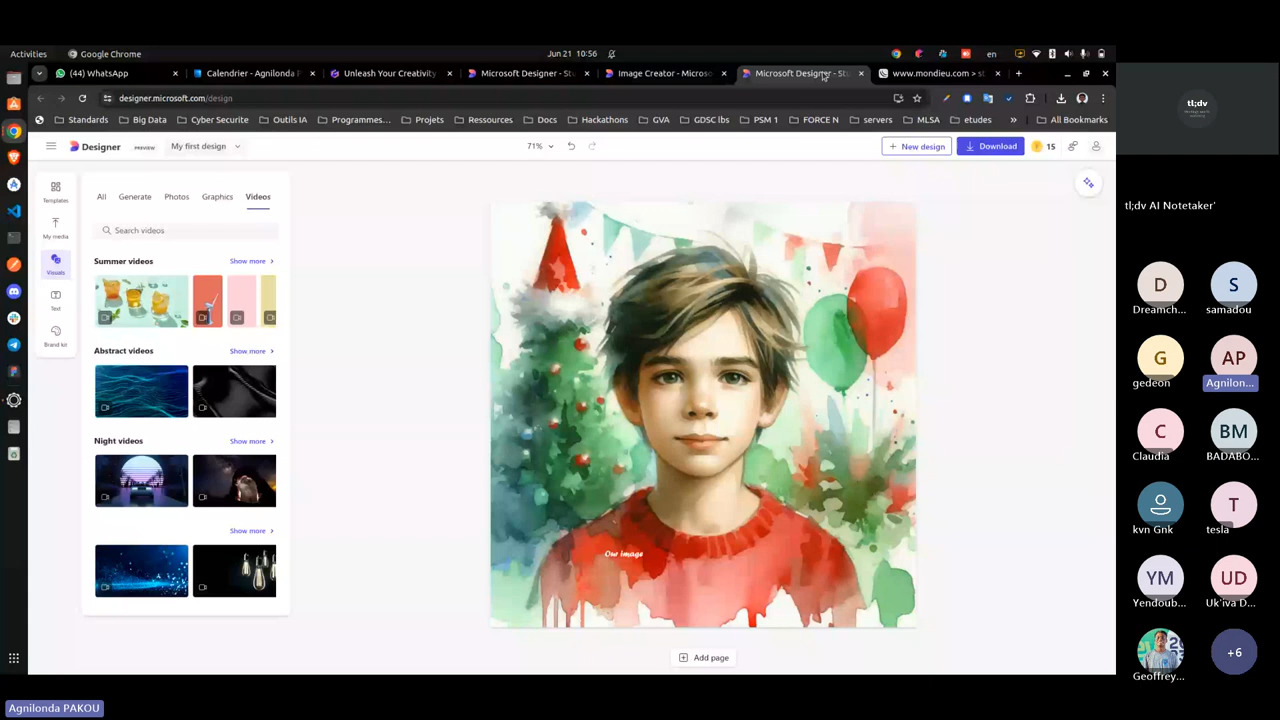 Activities
Google Chrome
Jun 21 10:56
en
(44) WhatsApp
Calendrier - Agnilonda P
Unleash Your Creativity
Microsoft Designer - Stu
Image Creator - Microso
Microsoft Designer - Stu
www.mondieu.com > st
designer.microsoft.com/design
Standards
Big Data
Cyber Securite
Outils IA
Programmes...
Projets
Ressources
Docs
Hackathons
GVA
GDSC lbs
PSM 1
FORCE N
servers
MLSA
etudes
»
All Bookmarks
Designer
PREVIEW
My first design
71%
New design
Download
15
Templates
My media
Visuals
Text
Brand kit
All
Generate
Photos
Graphics
Videos
Search videos
Summer videos
Show more
Abstract videos
Show more
Night videos
Show more
Show more
Our image
Add page
tl;dv
tl;dv AI Notetaker'
D
Dreamch...
S
samadou
G
gedeon
AP
Agnilon...
C
Claudia
BM
BADABO...
kvn Gnk
T
tesla
YM
Yendoub...
UD
Uk'iva D...
Geoffrey...
+6
Agnilonda PAKOU